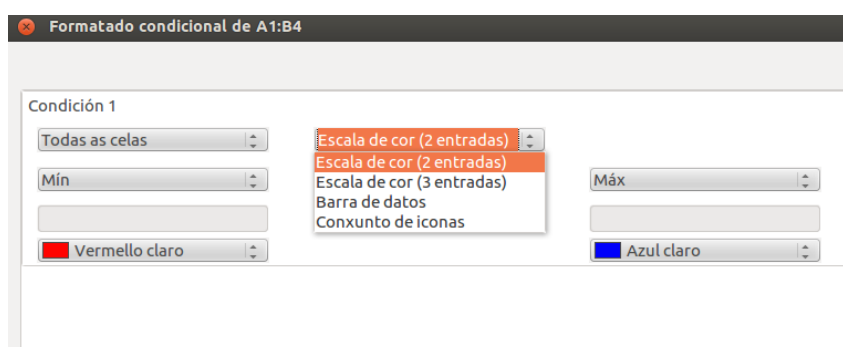 Formatado condicional de A1:B4
Condición 1
Todas as celas
Escala de cor (2 entradas)
Escala de cor (2 entradas)
Escala de cor (3 entradas)
Barra de datos
Conxunto de iconas
Mín
Máx
Vermello claro
Azul claro